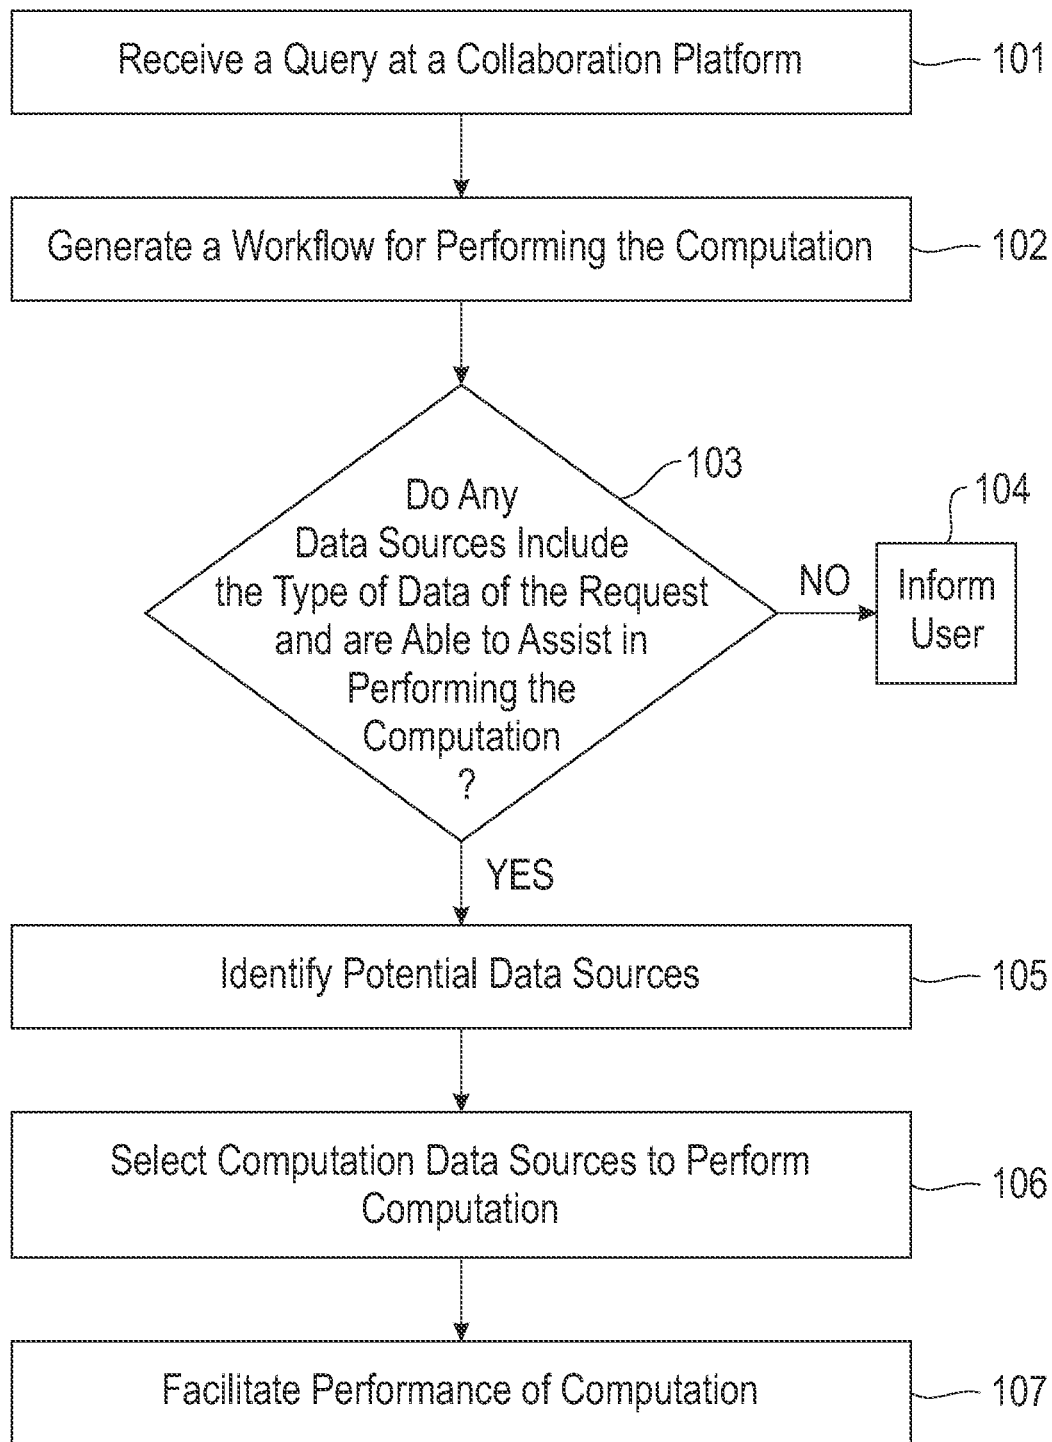 Receive a Query at a Collaboration Platform
101
Generate a Workflow for Performing the Computation
102
103
Do Any
Data Sources Include
the Type of Data of the Request
and are Able to Assist in
Performing the
Computation
?
NO
104
Inform
User
YES
Identify Potential Data Sources
105
Select Computation Data Sources to Perform
Computation
106
Facilitate Performance of Computation
107